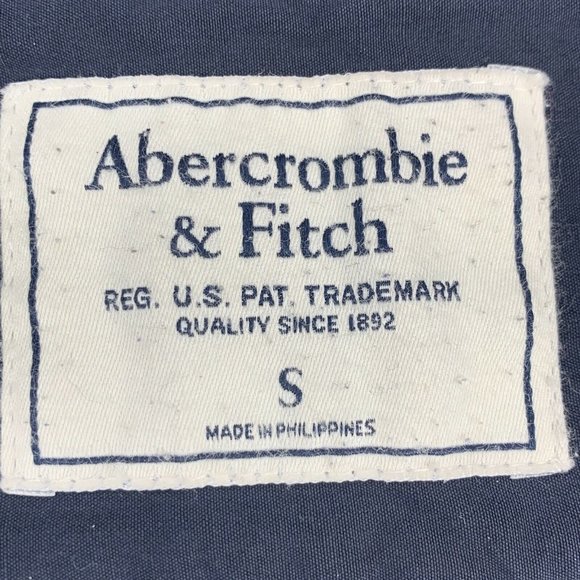 Abercrombie
& Fitch
REG. U.S. PAT. TRADEMARK
QUALITY SINCE 1892
S
MADE IN PHILIPPINES